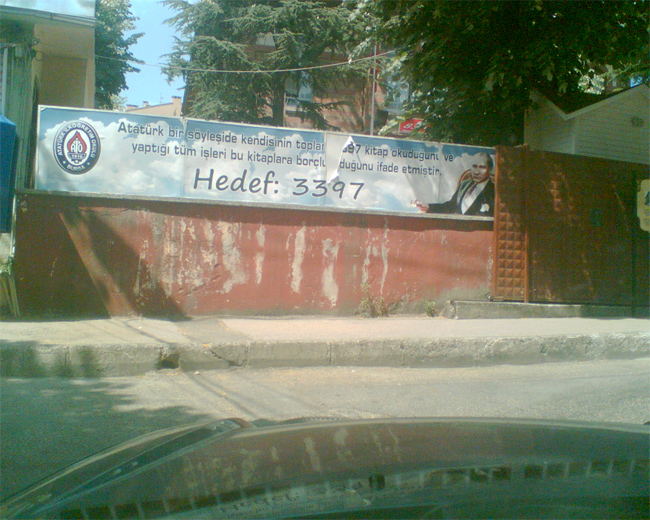 Atatürk bir söyleşide kendisinin toplam 3397 kitap okuduğunu ve
yaptığı tüm işleri bu kitaplara borçlu olduğunu ifade etmiştir.
Hedef: 3397